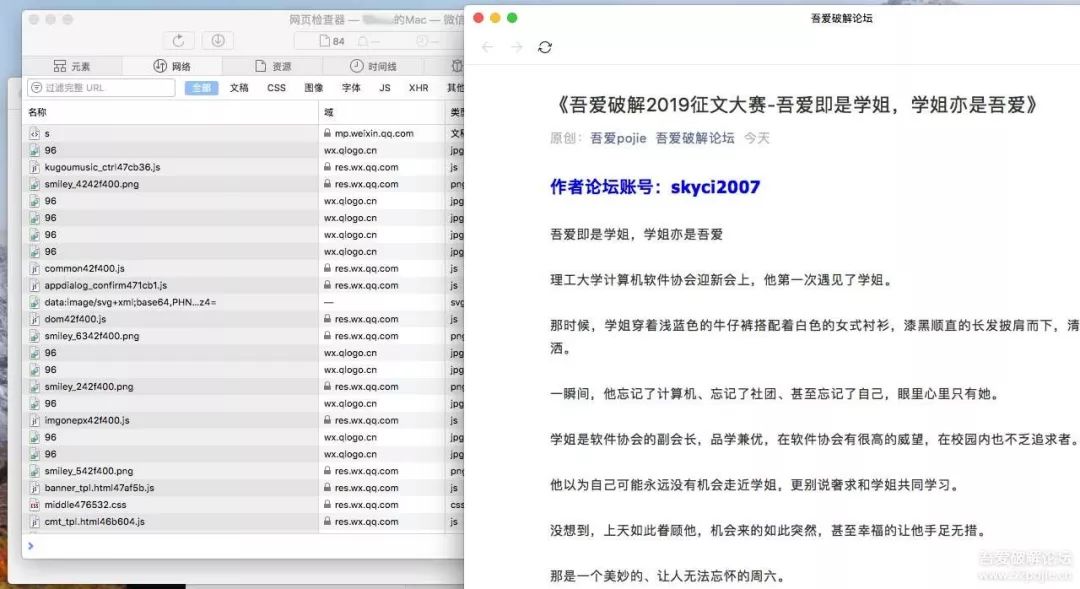 网页检查器 — 的Mac — 微信
84
元素
网络
资源
时间线
过滤完整 URL
全部
文稿
CSS
图像
字体
JS
XHR
其他
名称 域 类
s mp.weixin.qq.com 文稿
96 wx.qlogo.cn jpg
kugoumusic_ctrl47cb36.js res.wx.qq.com js
smiley_4242f400.png res.wx.qq.com png
96 wx.qlogo.cn jpg
96 wx.qlogo.cn jpg
96 wx.qlogo.cn jpg
96 wx.qlogo.cn jpg
common42f400.js res.wx.qq.com js
appdialog_confirm471cb1.js res.wx.qq.com js
data:image/svg+xml;base64,PHN...z4= — svg
dom42f400.js res.wx.qq.com js
smiley_6342f400.png res.wx.qq.com png
96 wx.qlogo.cn jpg
96 wx.qlogo.cn jpg
smiley_242f400.png res.wx.qq.com png
96 wx.qlogo.cn jpg
imgonepx42f400.js res.wx.qq.com js
96 wx.qlogo.cn jpg
96 wx.qlogo.cn jpg
smiley_542f400.png res.wx.qq.com png
banner_tpl.html47af5b.js res.wx.qq.com js
middle476532.css res.wx.qq.com css
cmt_tpl.html46b604.js res.wx.qq.com js
吾爱破解论坛
《吾爱破解2019征文大赛-吾爱即是学姐，学姐亦是吾爱》
原创： 吾爱pojie 吾爱破解论坛 今天
作者论坛账号：skyci2007
吾爱即是学姐，学姐亦是吾爱
理工大学计算机软件协会迎新会上，他第一次遇见了学姐。
那时候，学姐穿着浅蓝色的牛仔裤搭配着白色的女式衬衫，漆黑顺直的长发披肩而下，清
洒。
一瞬间，他忘记了计算机、忘记了社团、甚至忘记了自己，眼里心里只有她。
学姐是软件协会的副会长，品学兼优，在软件协会有很高的威望，在校园内也不乏追求者。
他以为自己可能永远没有机会走近学姐，更别说奢求和学姐共同学习。
没想到，上天如此眷顾他，机会来的如此突然，甚至幸福的让他手足无措。
那是一个美妙的、让人无法忘怀的周六。
吾爱破解论坛
www.52pojie.cn